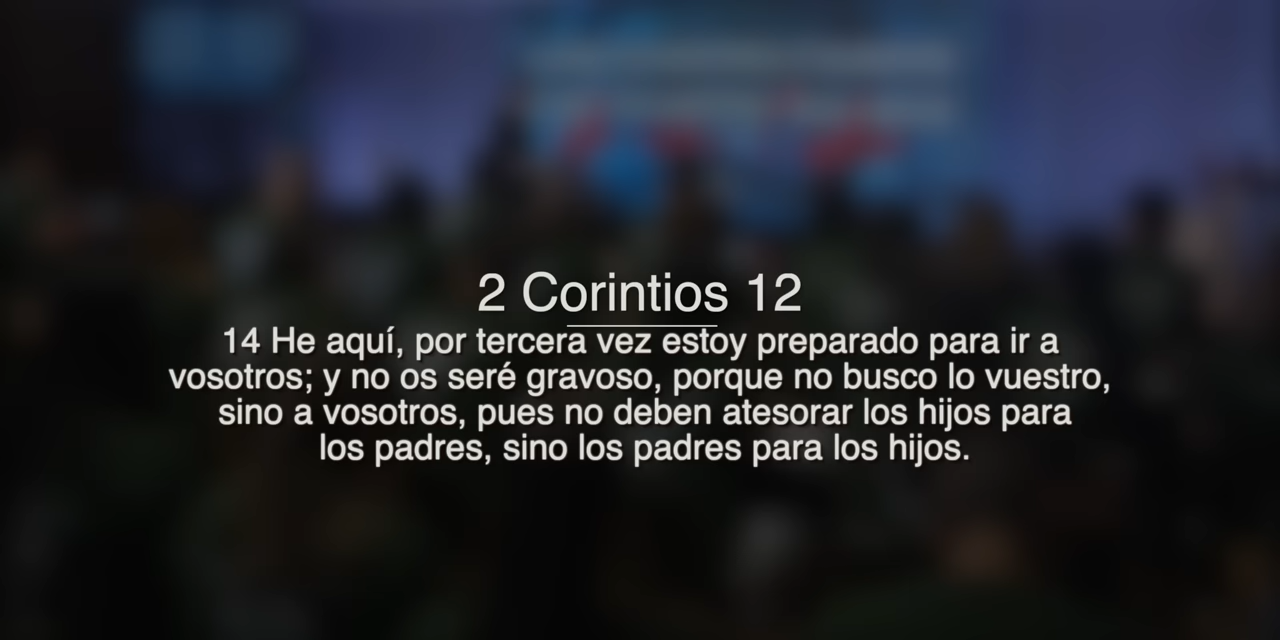 2 Corintios 12
14 He aquí, por tercera vez estoy preparado para ir a
vosotros; y no os seré gravoso, porque no busco lo vuestro,
sino a vosotros, pues no deben atesorar los hijos para
los padres, sino los padres para los hijos.